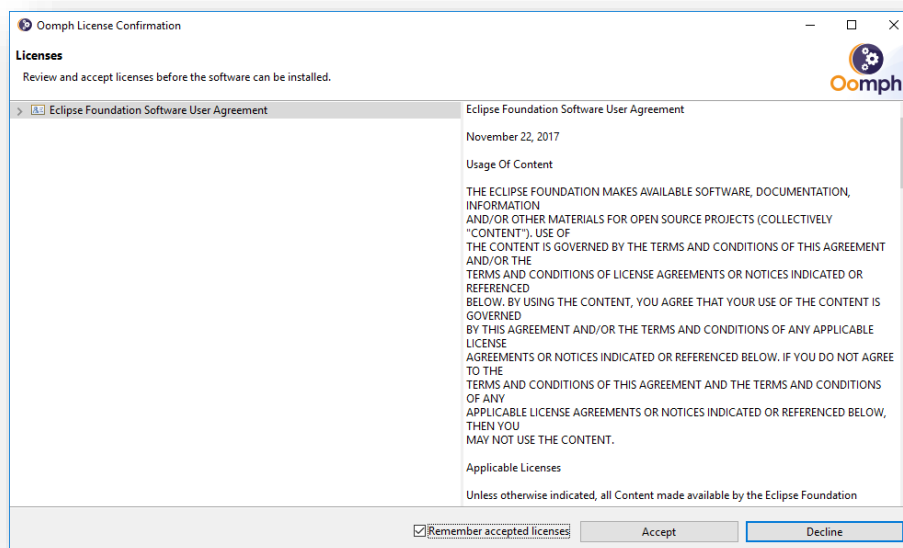 Oomph License Confirmation
Licenses
Review and accept licenses before the software can be installed.
Oomph
Eclipse Foundation Software User Agreement
Eclipse Foundation Software User Agreement
November 22, 2017
Usage Of Content
THE ECLIPSE FOUNDATION MAKES AVAILABLE SOFTWARE, DOCUMENTATION,
INFORMATION
AND/OR OTHER MATERIALS FOR OPEN SOURCE PROJECTS (COLLECTIVELY
"CONTENT"). USE OF
THE CONTENT IS GOVERNED BY THE TERMS AND CONDITIONS OF THIS AGREEMENT
AND/OR THE
TERMS AND CONDITIONS OF LICENSE AGREEMENTS OR NOTICES INDICATED OR
REFERENCED
BELOW. BY USING THE CONTENT, YOU AGREE THAT YOUR USE OF THE CONTENT IS
GOVERNED
BY THIS AGREEMENT AND/OR THE TERMS AND CONDITIONS OF ANY APPLICABLE
LICENSE
AGREEMENTS OR NOTICES INDICATED OR REFERENCED BELOW. IF YOU DO NOT AGREE
TO THE
TERMS AND CONDITIONS OF THIS AGREEMENT AND THE TERMS AND CONDITIONS
OF ANY
APPLICABLE LICENSE AGREEMENTS OR NOTICES INDICATED OR REFERENCED BELOW,
THEN YOU
MAY NOT USE THE CONTENT.
Applicable Licenses
Unless otherwise indicated, all Content made available by the Eclipse Foundation
Remember accepted licenses
Accept
Decline